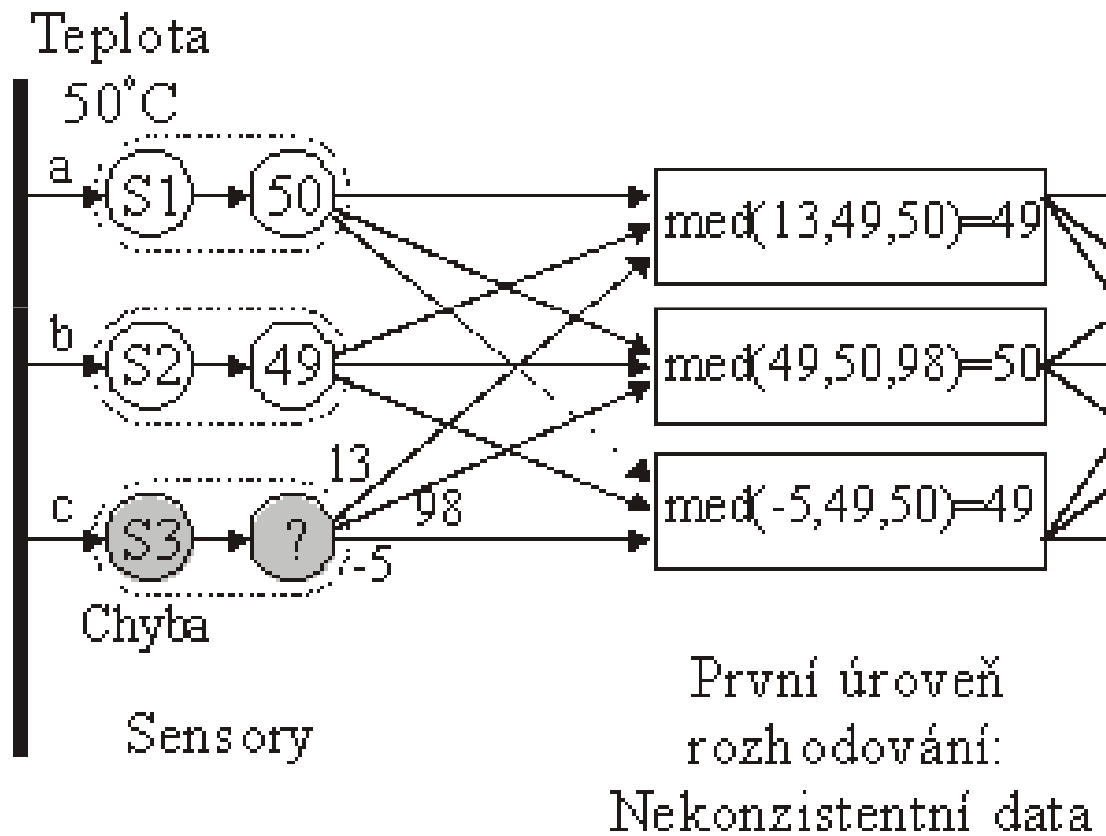 Teplota
50°C
a
S1
50
med(13,49,50)=49
b
S2
49
med(49,50,98)=50
13
98
c
S3
?
-5
med(-5,49,50)=49
Chyba
Sensory
První úroveň
rozhodování:
Nekonzistentní data